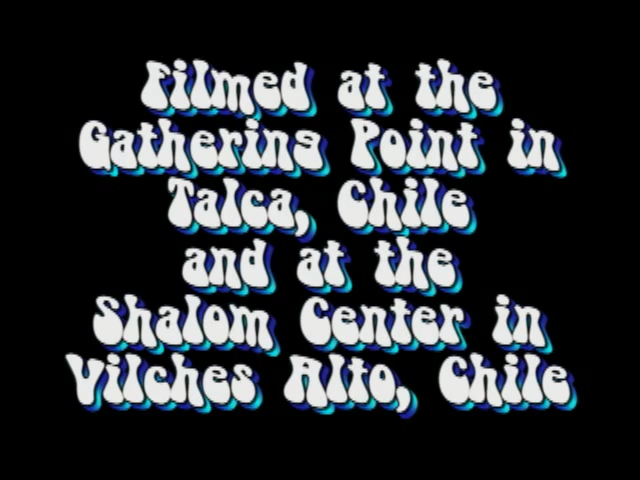 Filmed at the
Gathering Point in
Talca, Chile
and at the
Shalom Center in
Vilches Alto, Chile